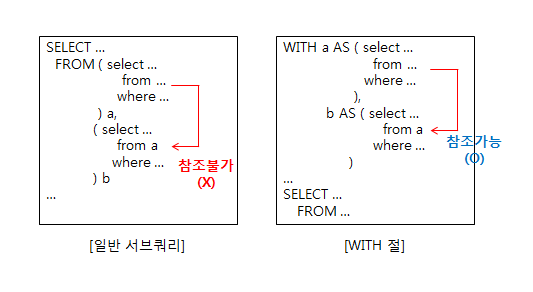 SELECT ...
FROM ( select ...
from ...
where ...
) a,
( select ...
from a
where ...
) b
...
참조불가
(X)
[일반 서브쿼리]
WITH a AS ( select ...
from ...
where ...
),
b AS ( select ...
from a
where ...
)
...
SELECT ...
FROM ...
참조가능
(O)
[WITH 절]